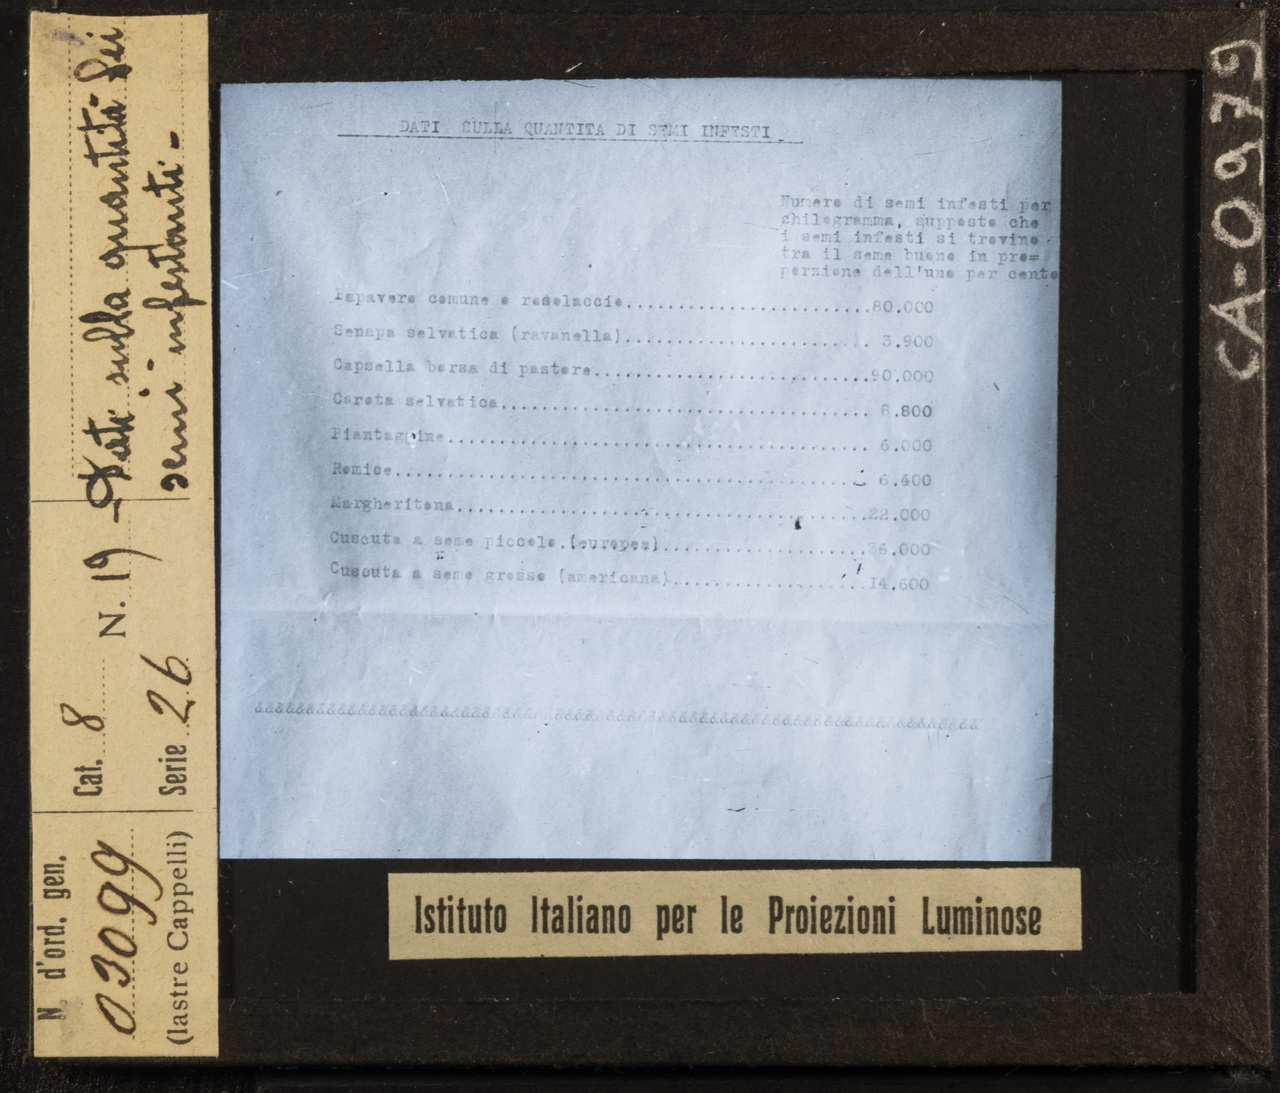 DATI SULLA QUANTITA DI SEMI INFESTI.
Numero di semi infesti per
chilogramma, supposto che
i semi infesti si trovino
tra il seme buono in pro=
porzione dell'uno per cento
Papavero comune o rosolaccio........................80.000
Senapa selvatica (ravanella)........................ 3.900
Capsella borsa di pastore...........................90.000
Carota selvatica.................................... 8.800
Piantaggine......................................... 6.000
Romice.............................................. 6.400
Margheritona........................................22.000
Cuscuta a seme piccolo (europea)....................36.000
Cuscuta a seme grosso (americana)...................14.600
&&&&&&&&&&&&&&&&&&&&&&&&&&&&&&&&&&&&&&&&&&&&&&&&&&&&&&&&&&&&&&&&&&&&&&
Istituto Italiano per le Proiezioni Luminose
N. d'ord. gen.
03099
(lastre Cappelli)
Cat. 8
Serie 26
N. 19 - Dati sulla quantità dei
semi infestanti -
CA-0979